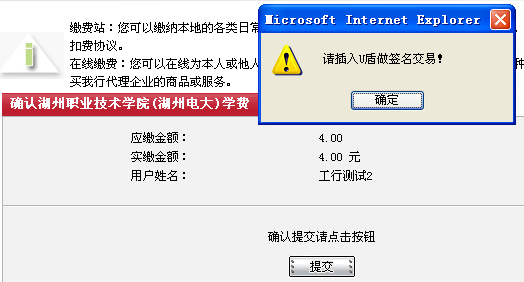 缴费站：您可以缴纳本地的各类日常
扣费协议。
在线缴费：您可以在线为本人或他人
种
买我行代理企业的商品或服务。
Microsoft Internet Explorer
请插入U盾做签名交易!
确定
确认湖州职业技术学院(湖州电大)学费
应缴金额： 4.00
实缴金额： 4.00 元
用户姓名： 工行测试2
确认提交请点击按钮
提交